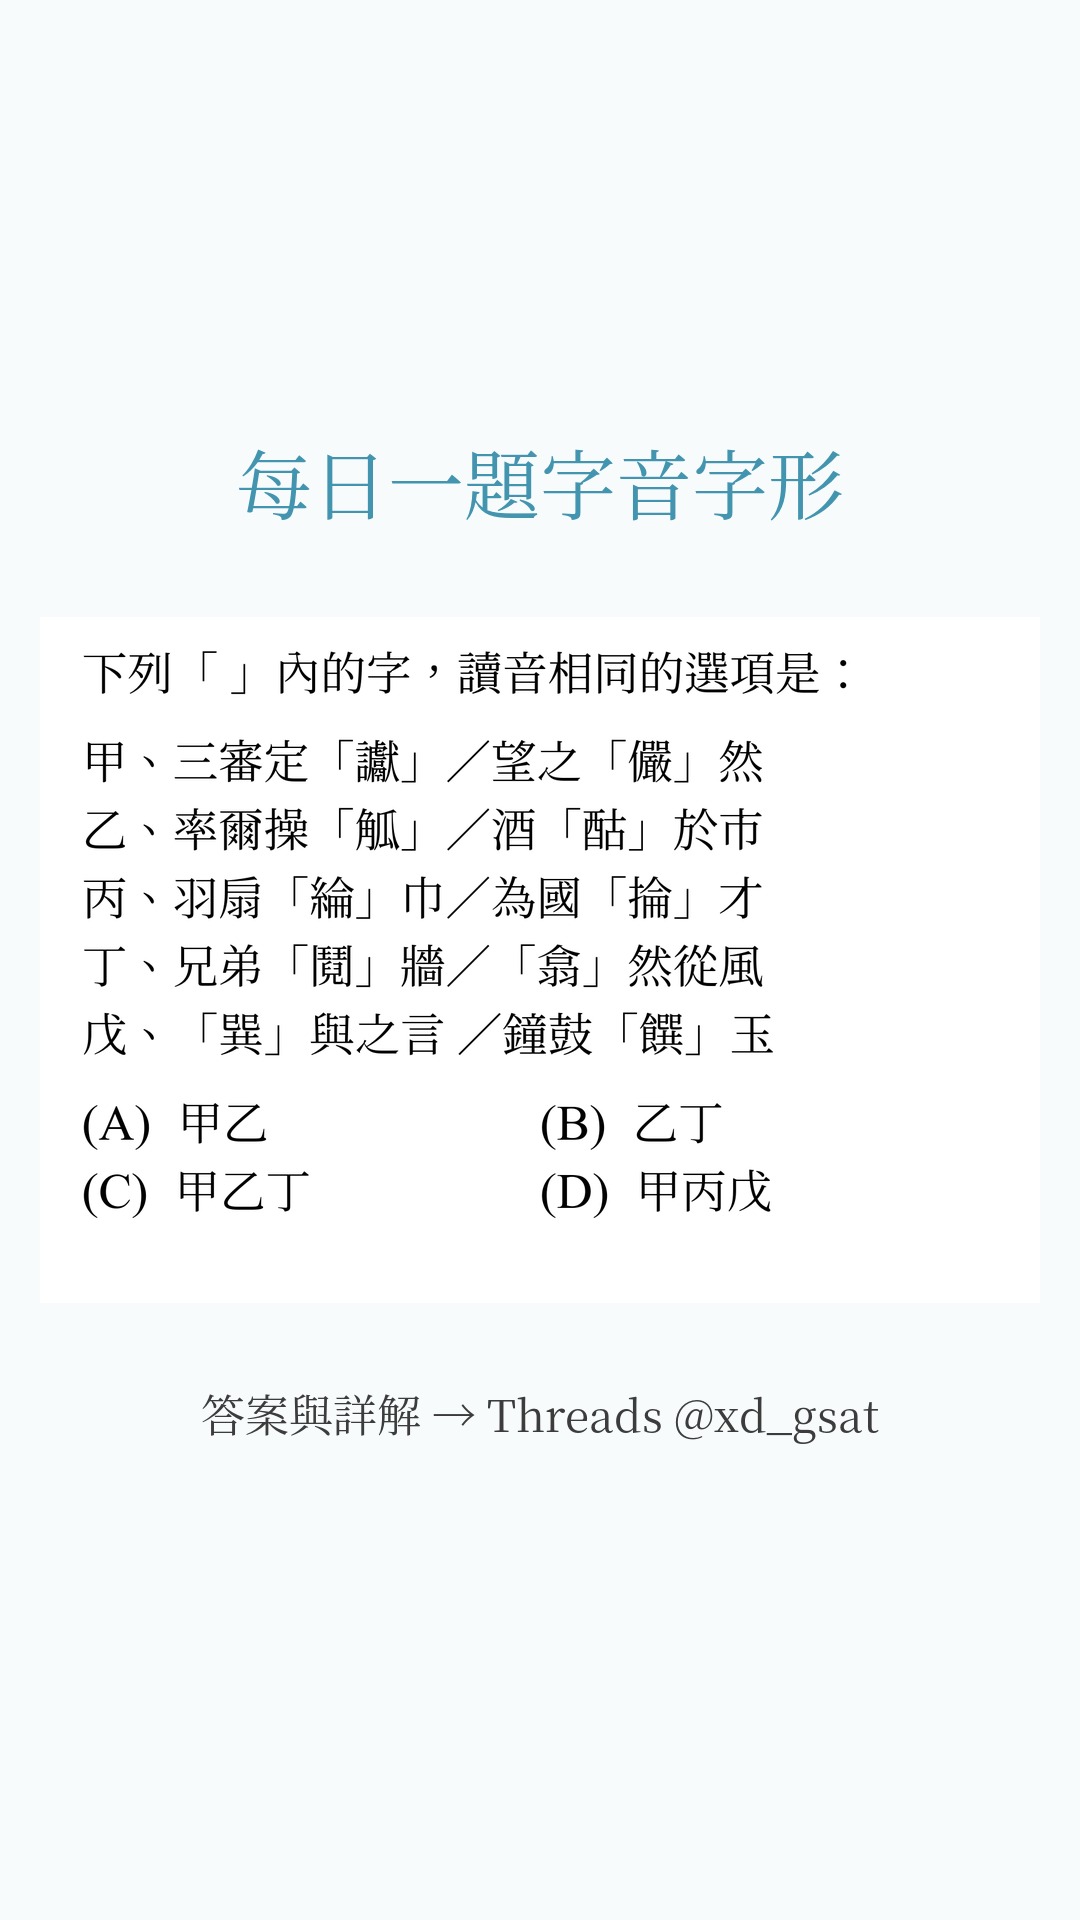 每日一題字音字形
下列「 」內的字，讀音相同的選項是：
甲、三審定「讞」／望之「儼」然
乙、率爾操「觚」／酒「酤」於市
丙、羽扇「綸」巾／為國「掄」才
丁、兄弟「鬩」牆／「翕」然從風
戊、「巽」與之言 ／鐘鼓「饌」玉
(A) 甲乙 (B) 乙丁
(C) 甲乙丁 (D) 甲丙戊
答案與詳解 → Threads @xd_gsat